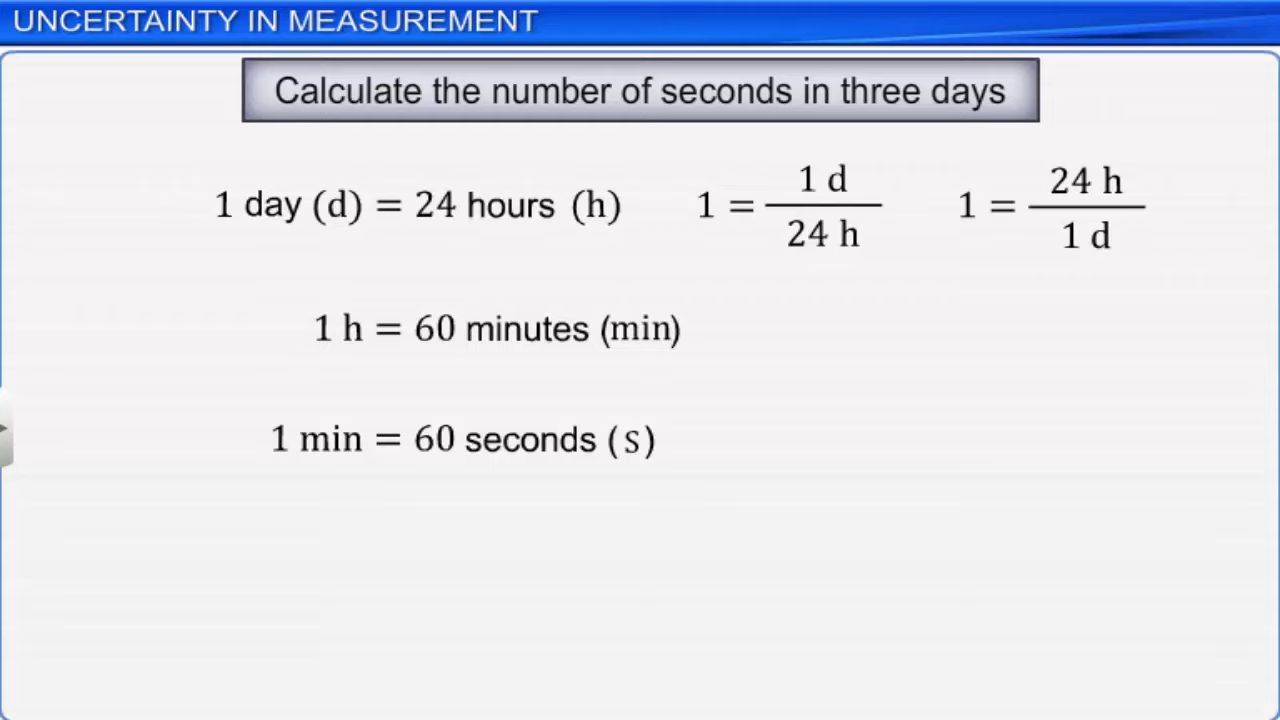 UNCERTAINTY IN MEASUREMENT
Calculate the number of seconds in three days
1 day (d) = 24 hours (h)    1 = 1 d / 24 h    1 = 24 h / 1 d
1 h = 60 minutes (min)
1 min = 60 seconds (s)